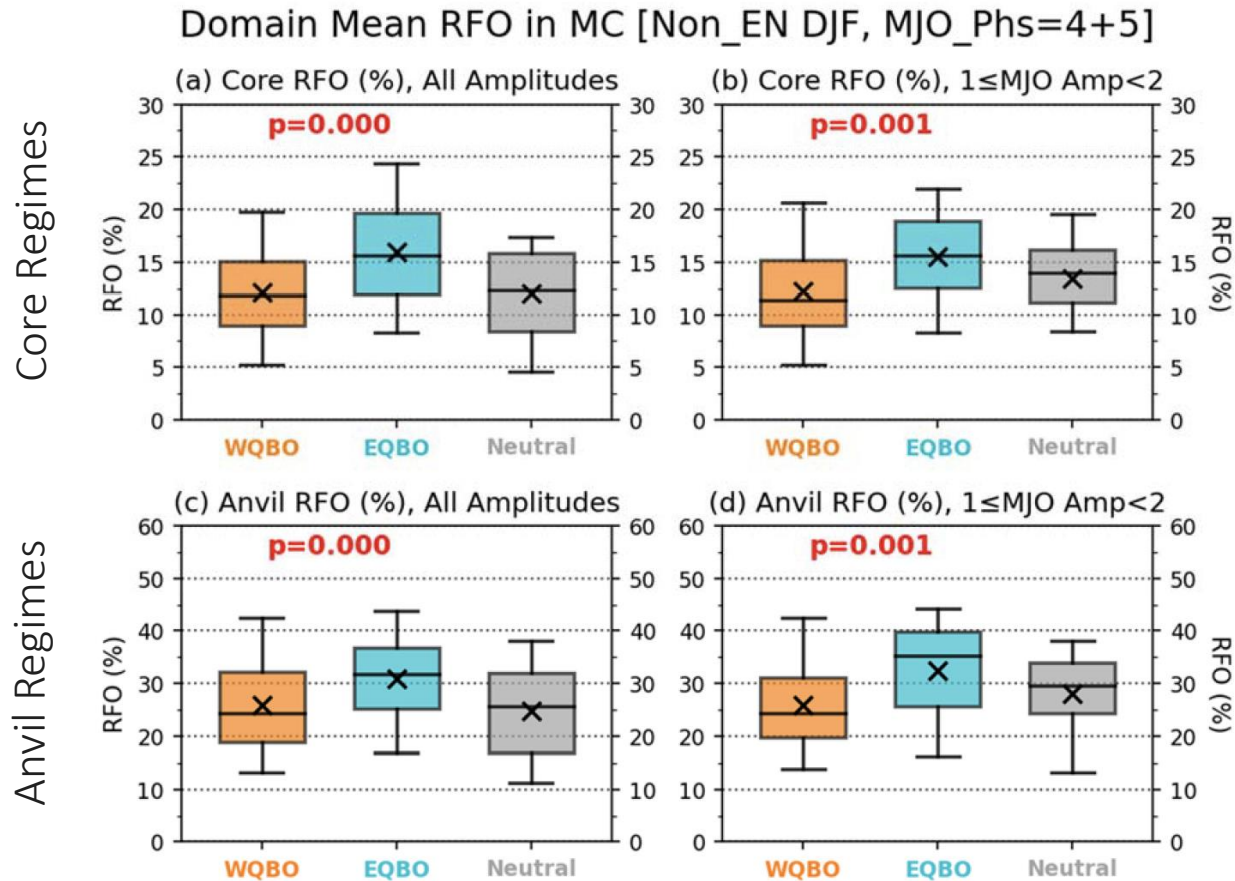 Domain Mean RFO in MC [Non_EN DJF, MJO_Phs=4+5]
Core Regimes
(a) Core RFO (%), All Amplitudes
p=0.000
RFO (%)
30
25
20
15
10
5
0
30
25
20
15
10
5
0
WQBO EQBO Neutral
(b) Core RFO (%), 1≤MJO Amp<2
p=0.001
30
25
20
15
10
5
0
30
25
20
15
10
5
0
RFO (%)
WQBO EQBO Neutral
Anvil Regimes
(c) Anvil RFO (%), All Amplitudes
p=0.000
RFO (%)
60
50
40
30
20
10
0
60
50
40
30
20
10
0
WQBO EQBO Neutral
(d) Anvil RFO (%), 1≤MJO Amp<2
p=0.001
60
50
40
30
20
10
0
60
50
40
30
20
10
0
RFO (%)
WQBO EQBO Neutral